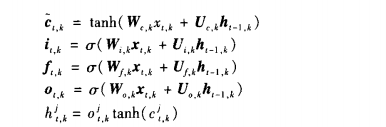 c̃_{t,k} = tanh(W_{c,k}x_{t,k} + U_{c,k}h_{t-1,k})
i_{t,k} = σ(W_{i,k}x_{t,k} + U_{i,k}h_{t-1,k})
f_{t,k} = σ(W_{f,k}x_{t,k} + U_{f,k}h_{t-1,k})
o_{t,k} = σ(W_{o,k}x_{t,k} + U_{o,k}h_{t-1,k})
h^j_{t,k} = o^j_{t,k}tanh(c^j_{t,k})